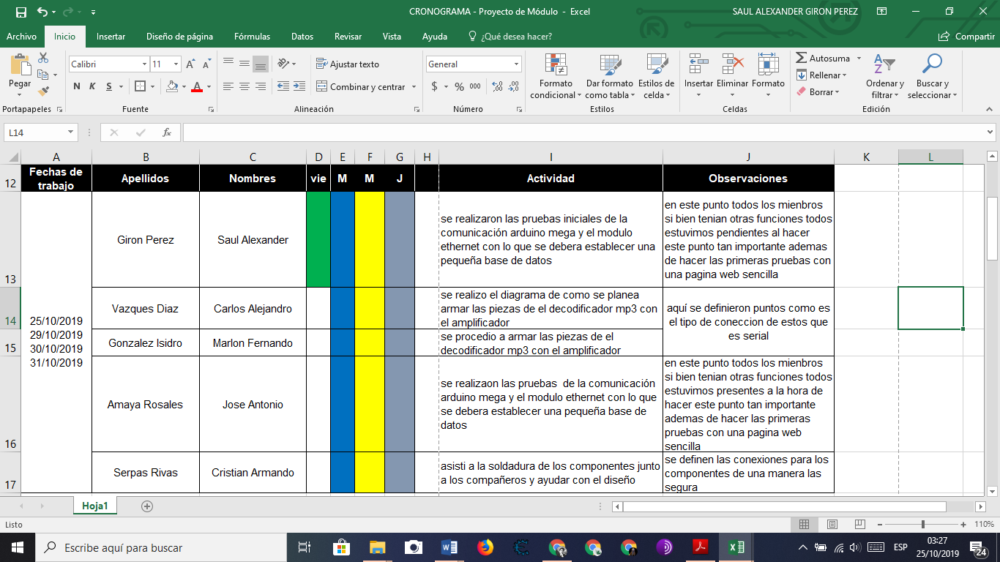 CRONOGRAMA - Proyecto de Módulo - Excel
SAUL ALEXANDER GIRON PEREZ
Archivo Inicio Insertar Diseño de página Fórmulas Datos Revisar Vista Ayuda ¿Qué desea hacer? Compartir
Pegar
Calibri 11
N K S
Ajustar texto
Combinar y centrar
General
$ % 000
Formato
condicional
Dar formato
como tabla
Estilos de
celda
Insertar Eliminar Formato
Autosuma
Rellenar
Borrar
Ordenar y
filtrar
Buscar y
seleccionar
Portapapeles Fuente Alineación Número Estilos Celdas Edición
L14
fx
A B C D E F G H I J K L
12
Fechas de
trabajo
Apellidos Nombres vie M M J Actividad Observaciones
25/10/2019
29/10/2019
30/10/2019
31/10/2019
13
Giron Perez
Saul Alexander
se realizaron las pruebas iniciales de la
comunicación arduino mega y el modulo
ethernet con lo que se debera establecer una
pequeña base de datos
en este punto todos los mienbros
si bien tenian otras funciones todos
estuvimos pendientes al hacer
este punto tan importante ademas
de hacer las primeras pruebas con
una pagina web sencilla
14
Vazques Diaz
Carlos Alejandro
se realizo el diagrama de como se planea
armar las piezas de el decodificador mp3 con
el amplificador
aquí se definieron puntos como es
el tipo de coneccion de estos que
es serial
15
Gonzalez Isidro
Marlon Fernando
se procedio a armar las piezas de el
decodificador mp3 con el amplificador
16
Amaya Rosales
Jose Antonio
se realizaon las pruebas de la comunicación
arduino mega y el modulo ethernet con lo que
se debera establecer una pequeña base de
datos
en este punto todos los mienbros
si bien tenian otras funciones todos
estuvimos presentes a la hora de
hacer este punto tan importante
ademas de hacer las primeras
pruebas con una pagina web
sencilla
17
Serpas Rivas
Cristian Armando
asisti a la soldadura de los componentes junto
a los compañeros y ayudar con el diseño
se definen las conexiones para los
componentes de una manera las
segura
Hoja1
Listo
110%
Escribe aquí para buscar
ESP
03:27
25/10/2019
24